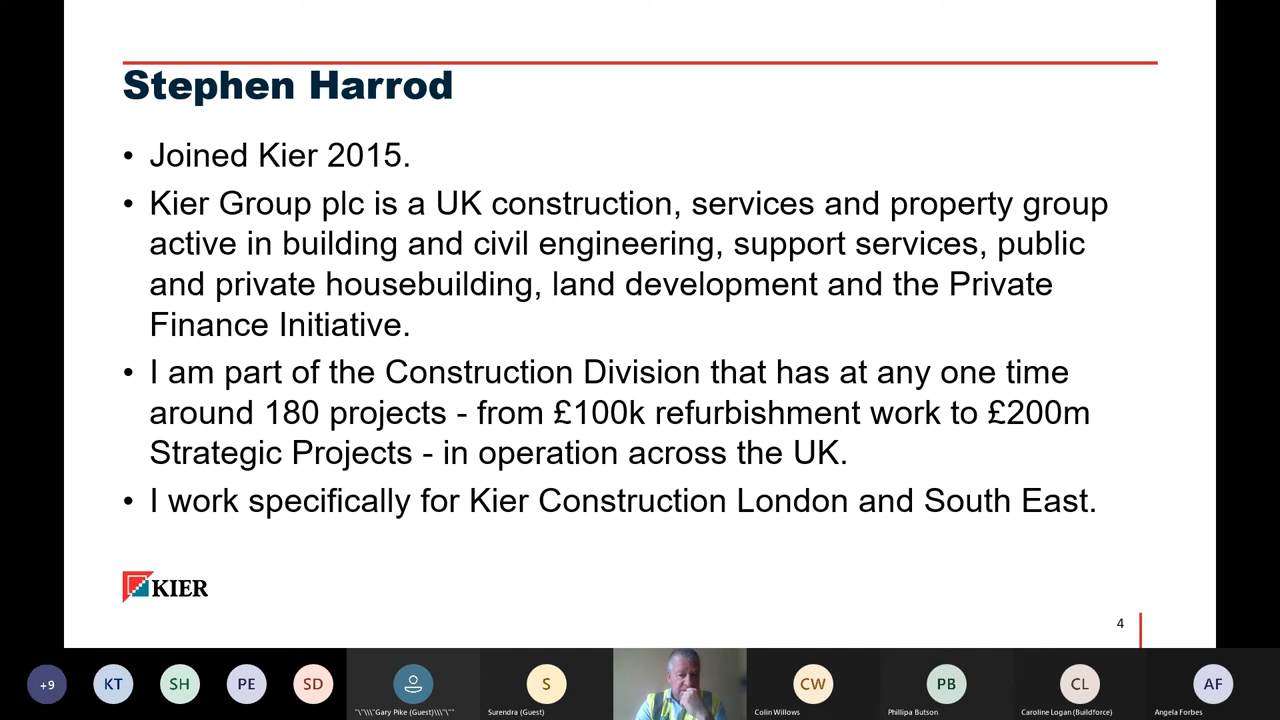 Stephen Harrod
• Joined Kier 2015.
• Kier Group plc is a UK construction, services and property group
active in building and civil engineering, support services, public
and private housebuilding, land development and the Private
Finance Initiative.
• I am part of the Construction Division that has at any one time
around 180 projects - from £100k refurbishment work to £200m
Strategic Projects - in operation across the UK.
• I work specifically for Kier Construction London and South East.
KIER
4
+9 KT SH PE SD S CW PB CL AF
"\"\\\"Gary Pike (Guest)\\\"\"" Surendra (Guest) Colin Willows Phillipa Butson Caroline Logan (Buildforce) Angela Forbes